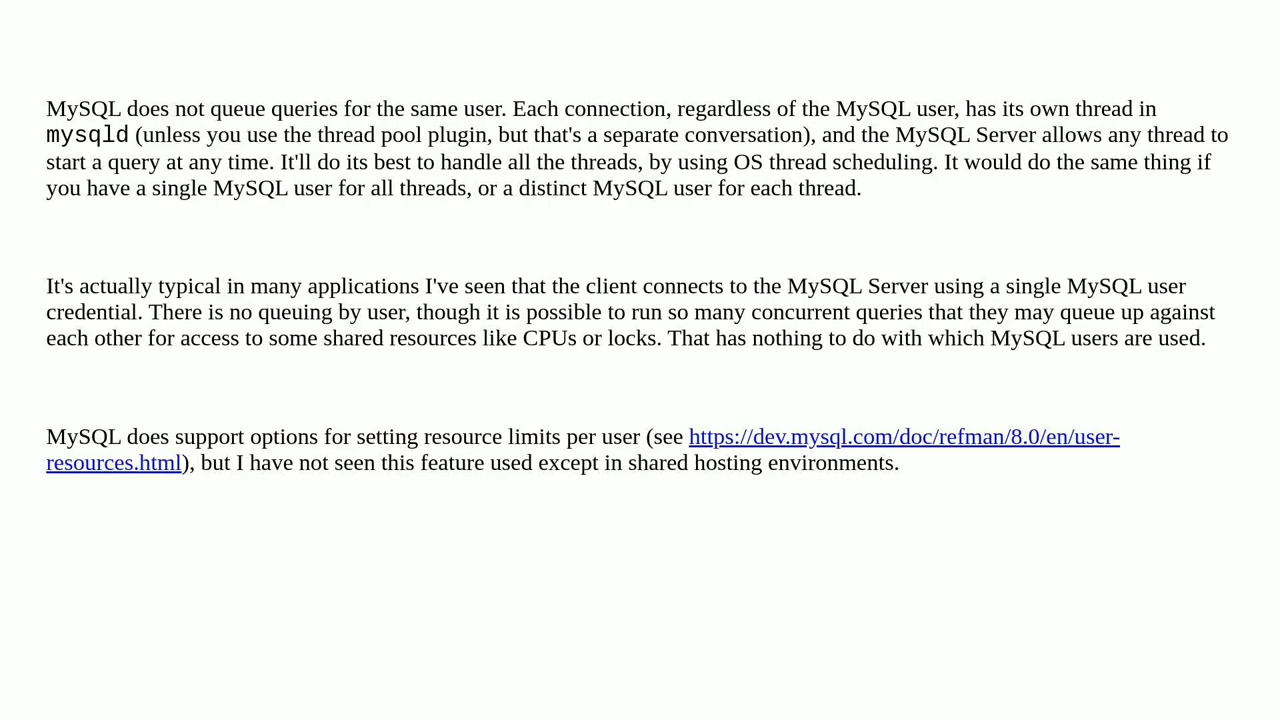 MySQL does not queue queries for the same user. Each connection, regardless of the MySQL user, has its own thread in
mysqld (unless you use the thread pool plugin, but that's a separate conversation), and the MySQL Server allows any thread to
start a query at any time. It'll do its best to handle all the threads, by using OS thread scheduling. It would do the same thing if
you have a single MySQL user for all threads, or a distinct MySQL user for each thread.
It's actually typical in many applications I've seen that the client connects to the MySQL Server using a single MySQL user
credential. There is no queuing by user, though it is possible to run so many concurrent queries that they may queue up against
each other for access to some shared resources like CPUs or locks. That has nothing to do with which MySQL users are used.
MySQL does support options for setting resource limits per user (see https://dev.mysql.com/doc/refman/8.0/en/user-
resources.html), but I have not seen this feature used except in shared hosting environments.